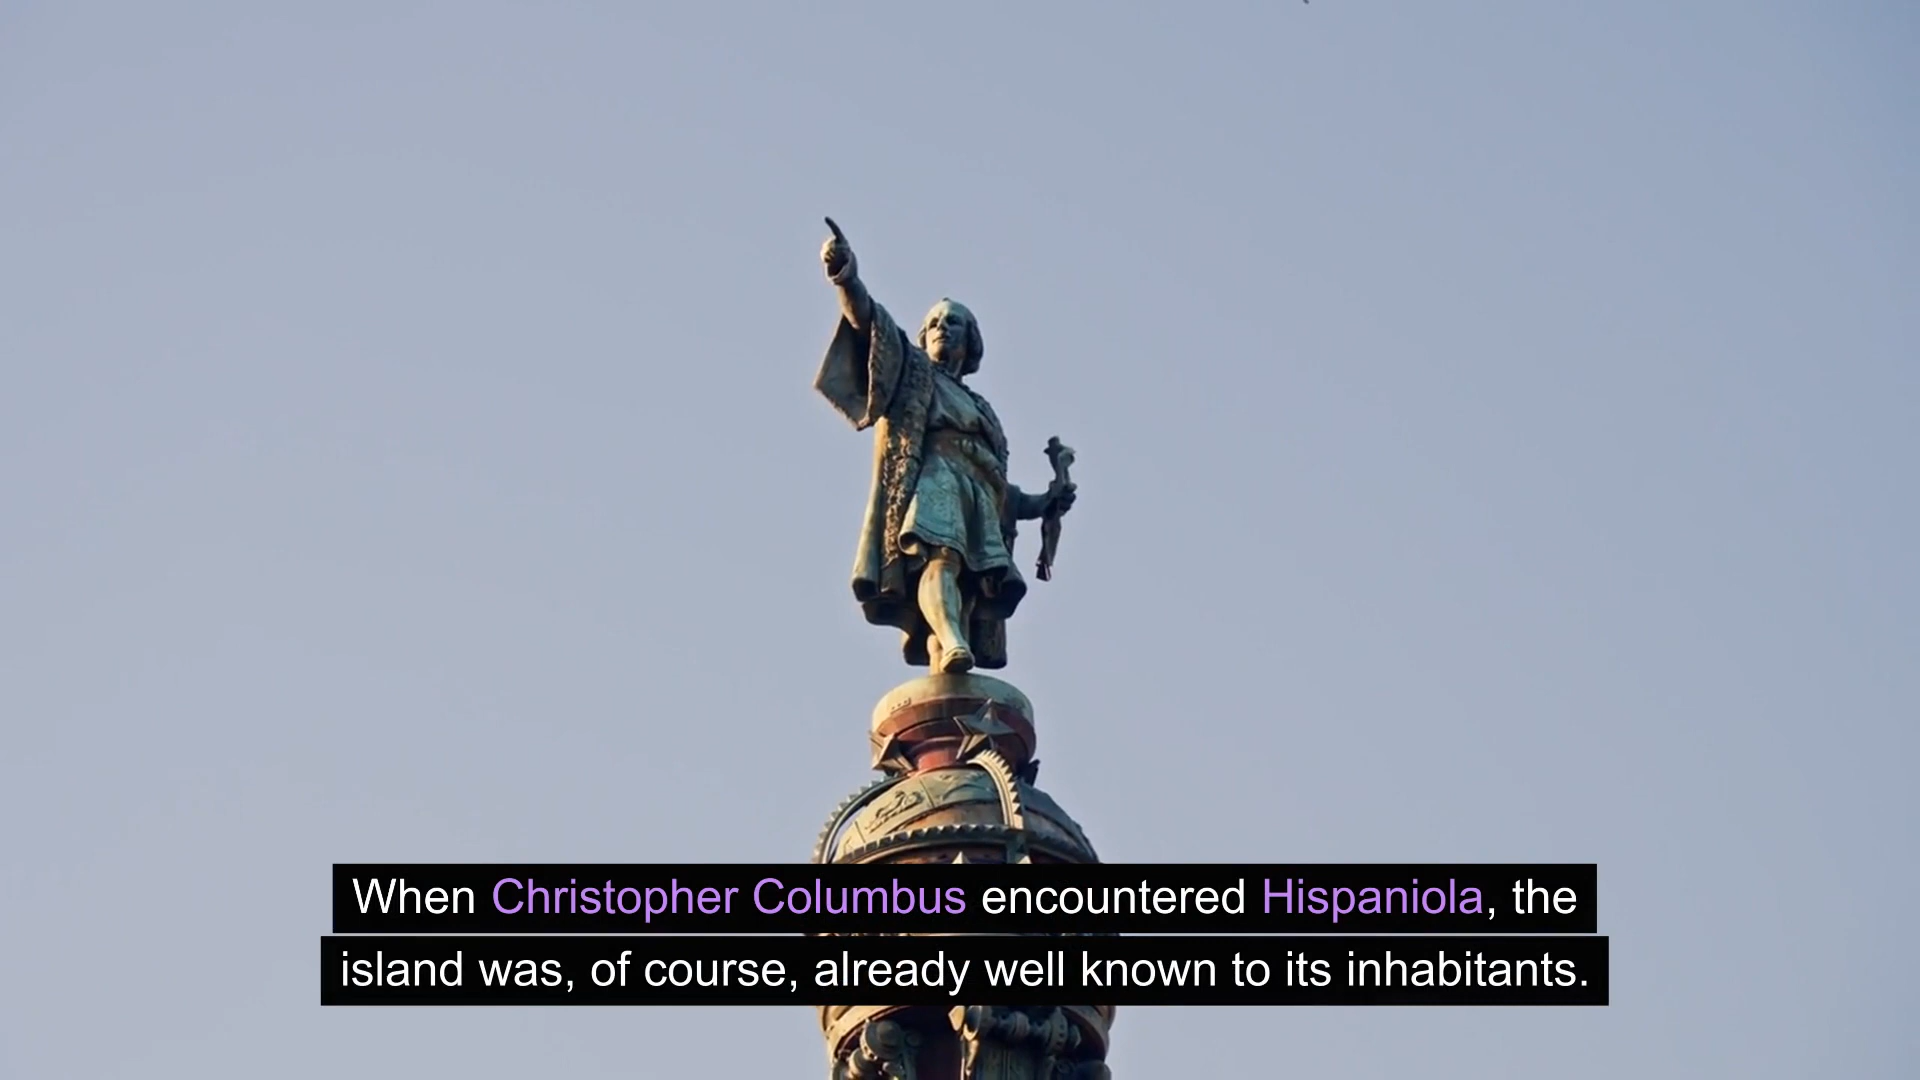 When Christopher Columbus encountered Hispaniola, the
island was, of course, already well known to its inhabitants.